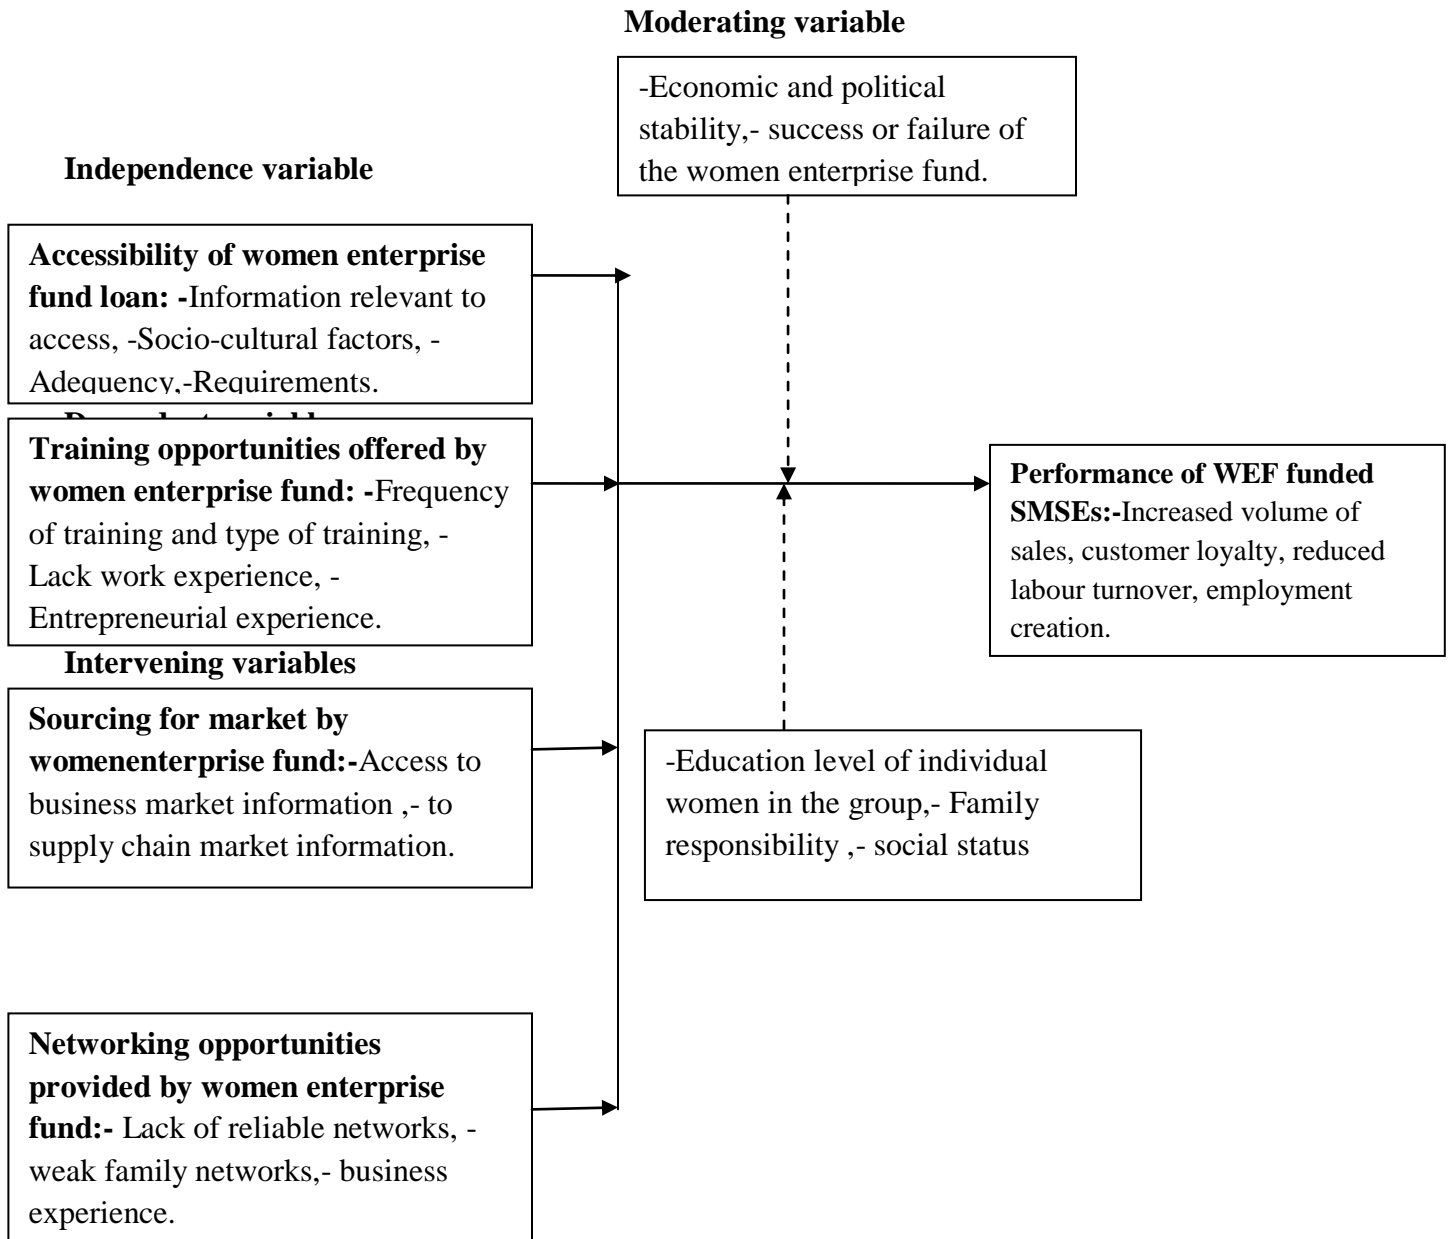 Moderating variable
-Economic and political
stability,- success or failure of
the women enterprise fund.
Independence variable
Accessibility of women enterprise
fund loan: -Information relevant to
access, -Socio-cultural factors, -
Adequency,-Requirements.
Training opportunities offered by
women enterprise fund: -Frequency
of training and type of training, -
Lack work experience, -
Entrepreneurial experience.
Performance of WEF funded
SMSEs:-Increased volume of
sales, customer loyalty, reduced
labour turnover, employment
creation.
Intervening variables
Sourcing for market by
womenenterprise fund:-Access to
business market information ,- to
supply chain market information.
-Education level of individual
women in the group,- Family
responsibility ,- social status
Networking opportunities
provided by women enterprise
fund:- Lack of reliable networks, -
weak family networks,- business
experience.